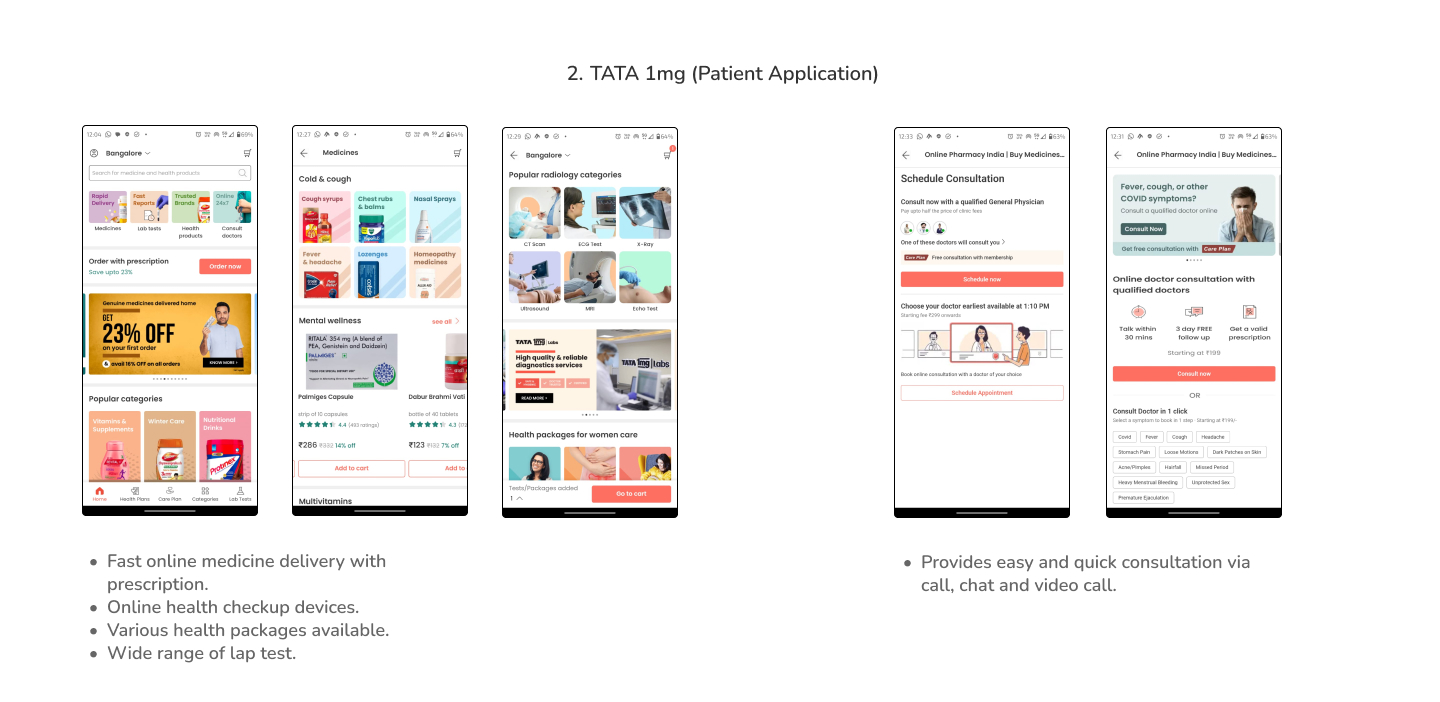 2. TATA 1mg (Patient Application)
12:04
69%
Bangalore
Search for medicine and health products
Rapid Delivery
Fast Reports
Trusted Brands
Online 24x7
Medicines
Lab tests
Health products
Consult doctors
Order with prescription
Save upto 23%
Order now
Genuine medicines delivered home
GET
23% OFF
on your first order
& avail 18% OFF on all orders
KNOW MORE >
Popular categories
Vitamins & Supplements
Winter Care
Nutritional Drinks
Protinex
Home
Health Plans
Care Plan
Categories
Lab Tests
12:27
64%
Medicines
Cold & cough
Cough syrups
Chest rubs & balms
Nasal Sprays
Fever & headache
Lozenges
Homeopathy medicines
Mental wellness
see all
RITALA® 354 mg (A blend of
PEA, Genistein and Daidzein)
PALMIGES
Palmiges Capsule
Dabur Brahmi Vati
strip of 10 capsules
bottle of 40 tablets
4.4 (483 ratings)
4.3
₹286 ₹332 14% off
₹123 ₹132 7% off
Add to cart
Add to
Multivitamins
12:29
64%
Bangalore
Popular radiology categories
CT Scan
ECG Test
X-Ray
Ultrasound
MRI
Echo Test
TATA 1mg | Labs
High quality & reliable
diagnostics services
READ MORE >
TATA 1mg | Labs
Health packages for women care
Tests/Packages added
1
Go to cart
12:33
63%
Online Pharmacy India | Buy Medicines...
Schedule Consultation
Consult now with a qualified General Physician
Pay upto half the price of clinic fees
One of these doctors will consult you >
Care Plan Free consultation with membership
Schedule now
Choose your doctor earliest available at 1:10 PM
Starting fee ₹299 onwards
Book online consultation with a doctor of your choice
Schedule Appointment
12:31
63%
Online Pharmacy India | Buy Medicines...
Fever, cough, or other
COVID symptoms?
Consult a qualified doctor online
Consult Now
Get free consultation with Care Plan
Online doctor consultation with
qualified doctors
Talk within 30 mins
3 day FREE follow up
Get a valid prescription
Starting at ₹199
Consult now
OR
Consult Doctor in 1 click
Select a symptom to book in 1 step · Starting at ₹199/-
Covid
Fever
Cough
Headache
Stomach Pain
Loose Motions
Dark Patches on Skin
Acne/Pimples
Hairfall
Missed Period
Heavy Menstrual Bleeding
Unprotected Sex
Premature Ejaculation
• Fast online medicine delivery with
prescription.
• Online health checkup devices.
• Various health packages available.
• Wide range of lap test.
• Provides easy and quick consultation via
call, chat and video call.